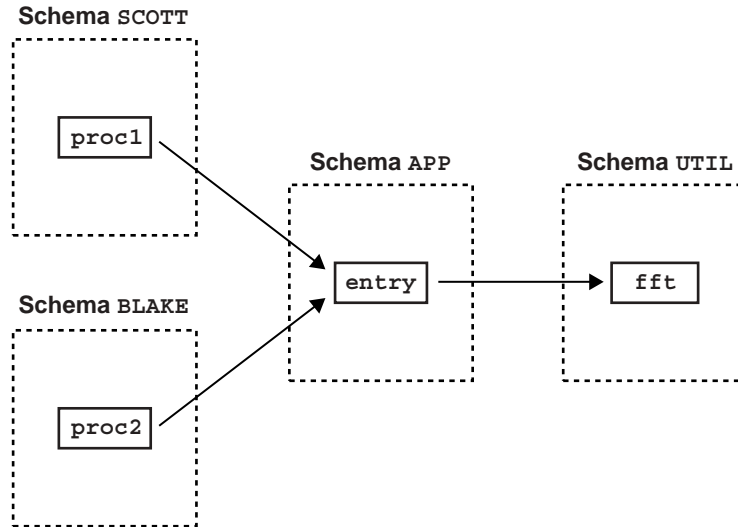 Schema SCOTT
proc1
Schema APP
Schema UTIL
entry
fft
Schema BLAKE
proc2